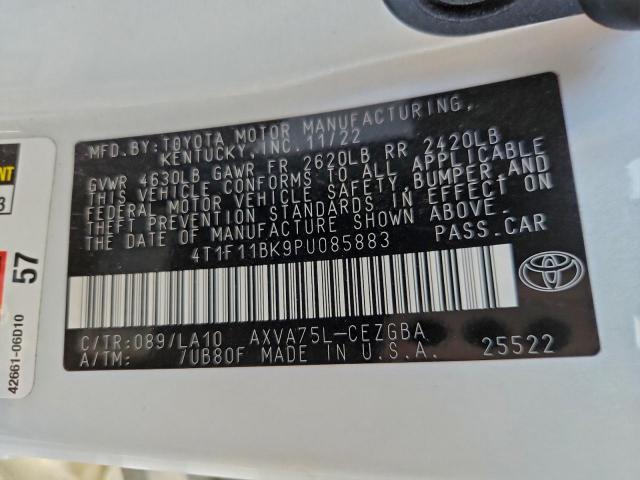 MFD.BY:TOYOTA MOTOR MANUFACTURING,
KENTUCKY,INC.11/22
GVWR 4630LB GAWR FR 2620LB RR 2420LB
THIS VEHICLE CONFORMS TO ALL APPLICABLE
FEDERAL MOTOR VEHICLE SAFETY,BUMPER,AND
THEFT PREVENTION STANDARDS IN EFFECT ON
THE DATE OF MANUFACTURE SHOWN ABOVE.
4T1F11BK9PU085883 PASS.CAR
C/TR:089/LA10 AXVA75L-CEZGBA
A/TM: 7UB80F MADE IN U.S.A. 25522
TOYOTA
57
42661-06D10